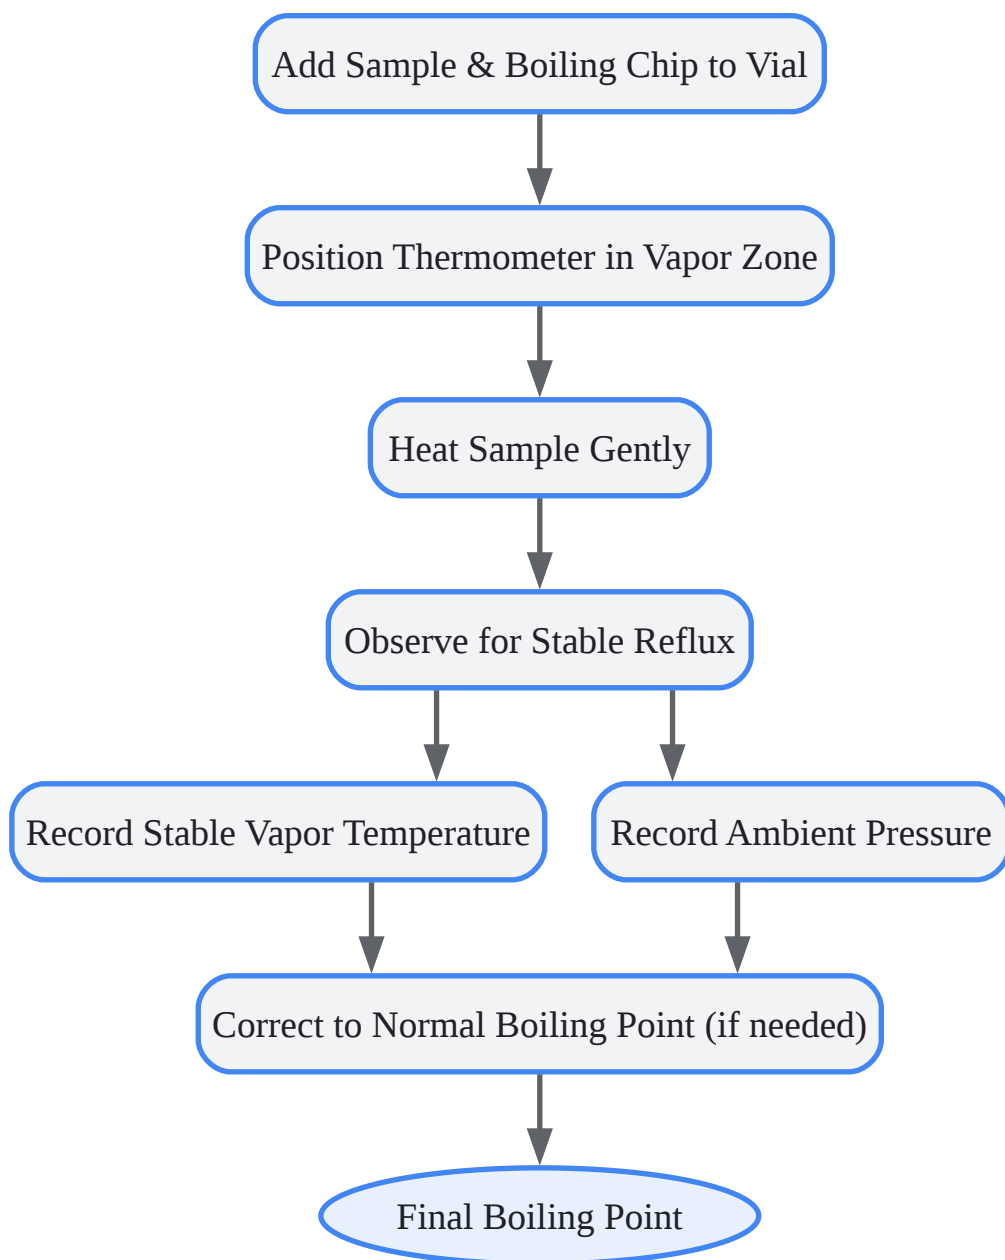 Add Sample & Boiling Chip to Vial
Position Thermometer in Vapor Zone
Heat Sample Gently
Observe for Stable Reflux
Record Stable Vapor Temperature
Record Ambient Pressure
Correct to Normal Boiling Point (if needed)
Final Boiling Point